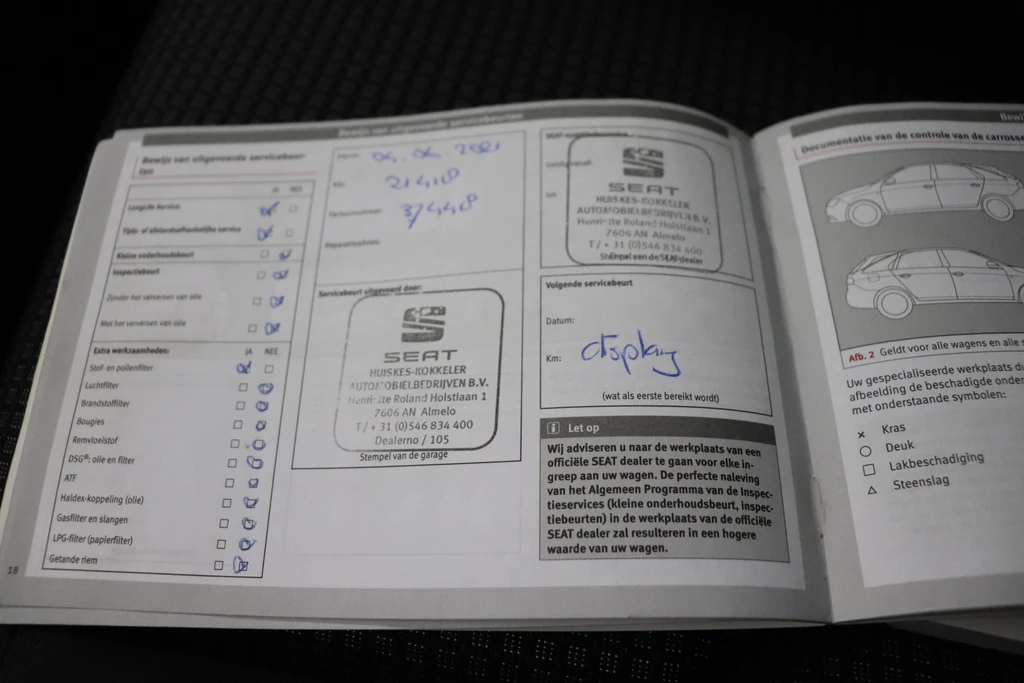 Bewijs van uitgevoerde servicebeurten
Bewijs van uitgevoerde servicebeur-
ten
JA NEE
LongLife Service
Tijds- of afstandsafhankelijke service
Kleine onderhoudsbeurt
Inspectiebeurt
Zonder het verversen van olie
Met het verversen van olie
Extra werkzaamheden: JA NEE
Stof- en pollenfilter
Luchtfilter
Brandstoffilter
Bougies
Remvloeistof
DSG®: olie en filter
ATF
Haldex-koppeling (olie)
Gasfilter en slangen
LPG-filter (papierfilter)
Getande riem
18
Datum:
Km:
Servicebeurt uitgevoerd door:
SEAT
HUISKES-KOKKELER
AUTOMOBIELBEDRIJVEN B.V.
Roland Holstlaan 1
7606 AN Almelo
T / + 31 (0)546 834 400
Dealerno / 105
Stempel van de garage
SEAT
HUISKES-KOKKELER
AUTOMOBIELBEDRIJVEN B.V.
Roland Holstlaan 1
7606 AN Almelo
T / + 31 (0)546 834 400
Stempel van de SEAT-dealer
Volgende servicebeurt
Datum:
Km: display
(wat als eerste bereikt wordt)
i Let op
Wij adviseren u naar de werkplaats van een
officiële SEAT dealer te gaan voor elke in-
greep aan uw wagen. De perfecte naleving
van het Algemeen Programma van de Inspec-
tieservices (kleine onderhoudsbeurt, inspec-
tiebeurten) in de werkplaats van de officiële
SEAT dealer zal resulteren in een hogere
waarde van uw wagen.
Documentatie van de controle van de carrosse
Afb. 2 Geldt voor alle wagens en alle
Uw gespecialiseerde werkplaats
afbeelding de beschadigde onder
met onderstaande symbolen:
x Kras
○ Deuk
□ Lakbeschadiging
△ Steenslag